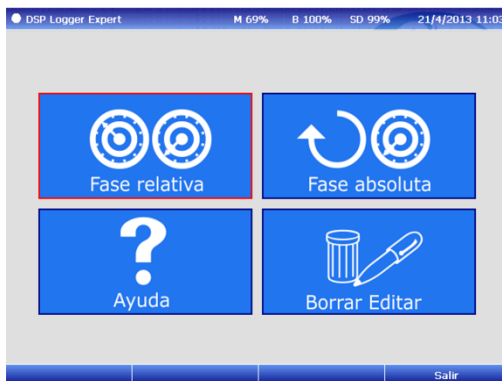 DSP Logger Expert M 69% B 100% SD 99% 21/4/2013 11:03
Fase relativa
Fase absoluta
?
Ayuda
Borrar Editar
Salir